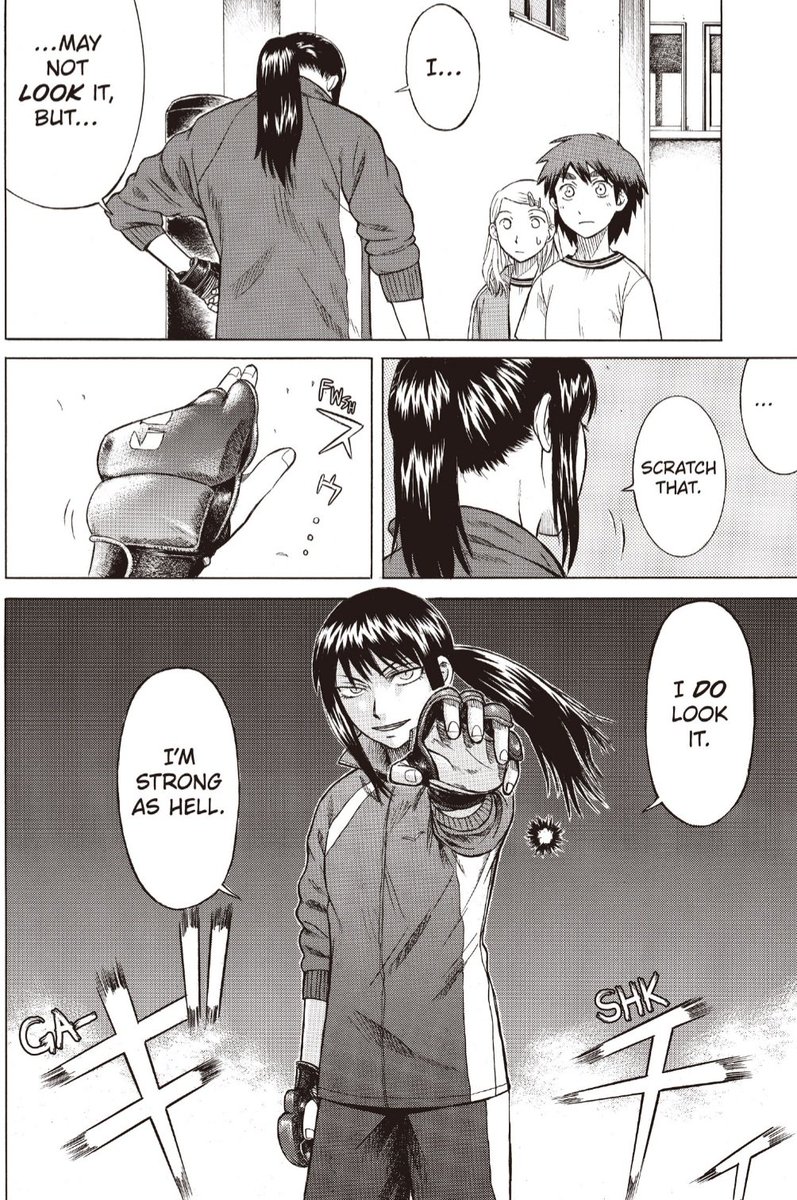 I...
...MAY
NOT
LOOK IT,
BUT...
...
SCRATCH
THAT.
FWSH
スゥ...
I DO
LOOK
IT.
I'M
STRONG
AS HELL.
GA-
ギ
SHK
チィ